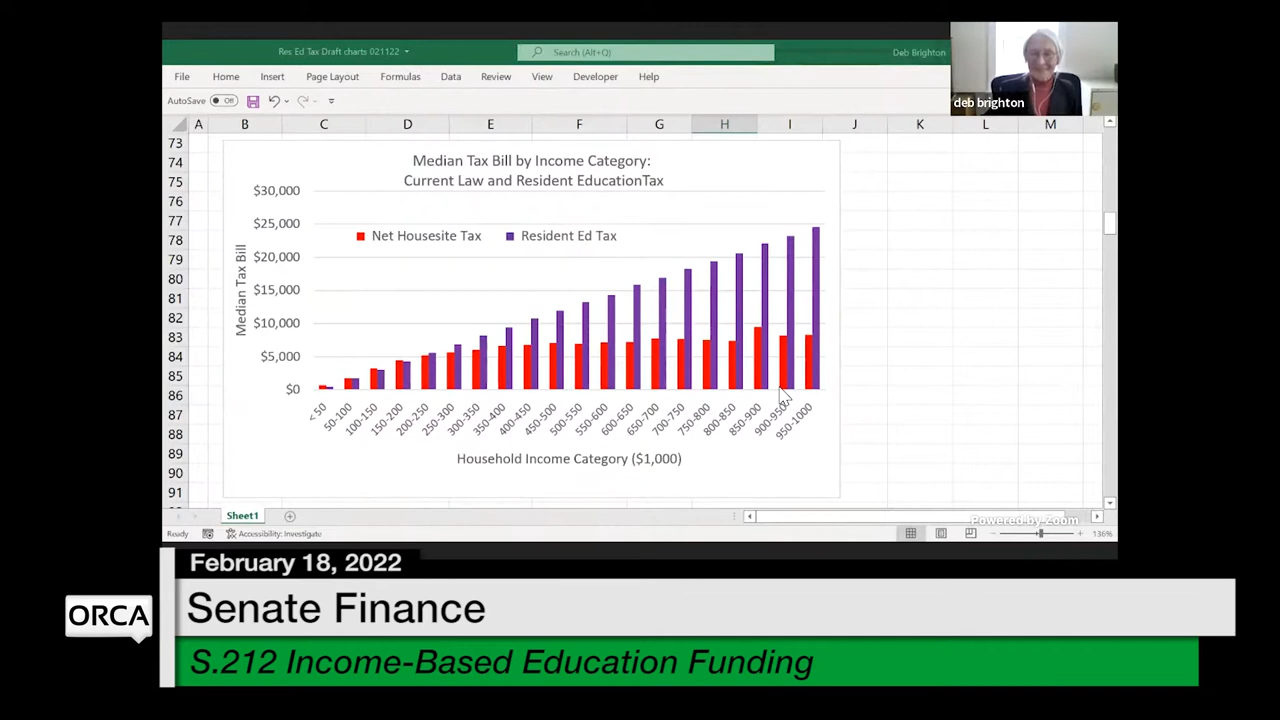 Res Ed Tax Draft charts 021122
Search (Alt+Q)
Deb Brighton
File Home Insert Page Layout Formulas Data Review View Developer Help
AutoSave Off
deb brighton
A B C D E F G H I J K L M
73
74
75
76
77
78
79
80
81
82
83
84
85
86
87
88
89
90
91
Median Tax Bill by Income Category:
Current Law and Resident EducationTax
Median Tax Bill
$30,000
$25,000
$20,000
$15,000
$10,000
$5,000
$0
Net Housesite Tax Resident Ed Tax
< 50 50-100 100-150 150-200 200-250 250-300 300-350 350-400 400-450 450-500 500-550 550-600 600-650 650-700 700-750 750-800 800-850 850-900 900-950 950-1000
Household Income Category ($1,000)
Sheet1
Powered by Zoom
Ready Accessibility: Investigate 136%
February 18, 2022
ORCA
Senate Finance
S.212 Income-Based Education Funding